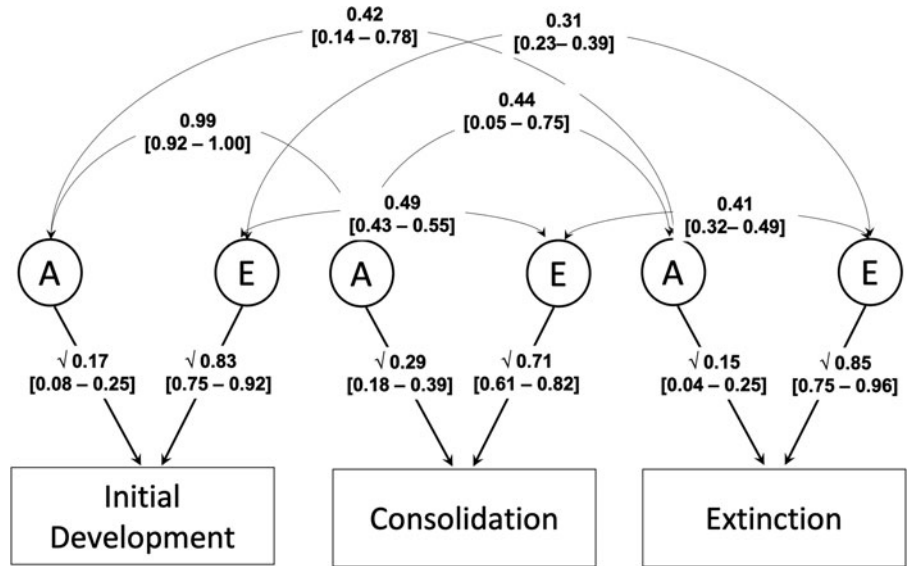 0.42
[0.14 – 0.78]
0.31
[0.23– 0.39]
0.99
[0.92 – 1.00]
0.44
[0.05 – 0.75]
0.49
[0.43 – 0.55]
0.41
[0.32– 0.49]
A
E
A
E
A
E
√ 0.17
[0.08 – 0.25]
√ 0.83
[0.75 – 0.92]
√ 0.29
[0.18 – 0.39]
√ 0.71
[0.61 – 0.82]
√ 0.15
[0.04 – 0.25]
√ 0.85
[0.75 – 0.96]
Initial
Development
Consolidation
Extinction